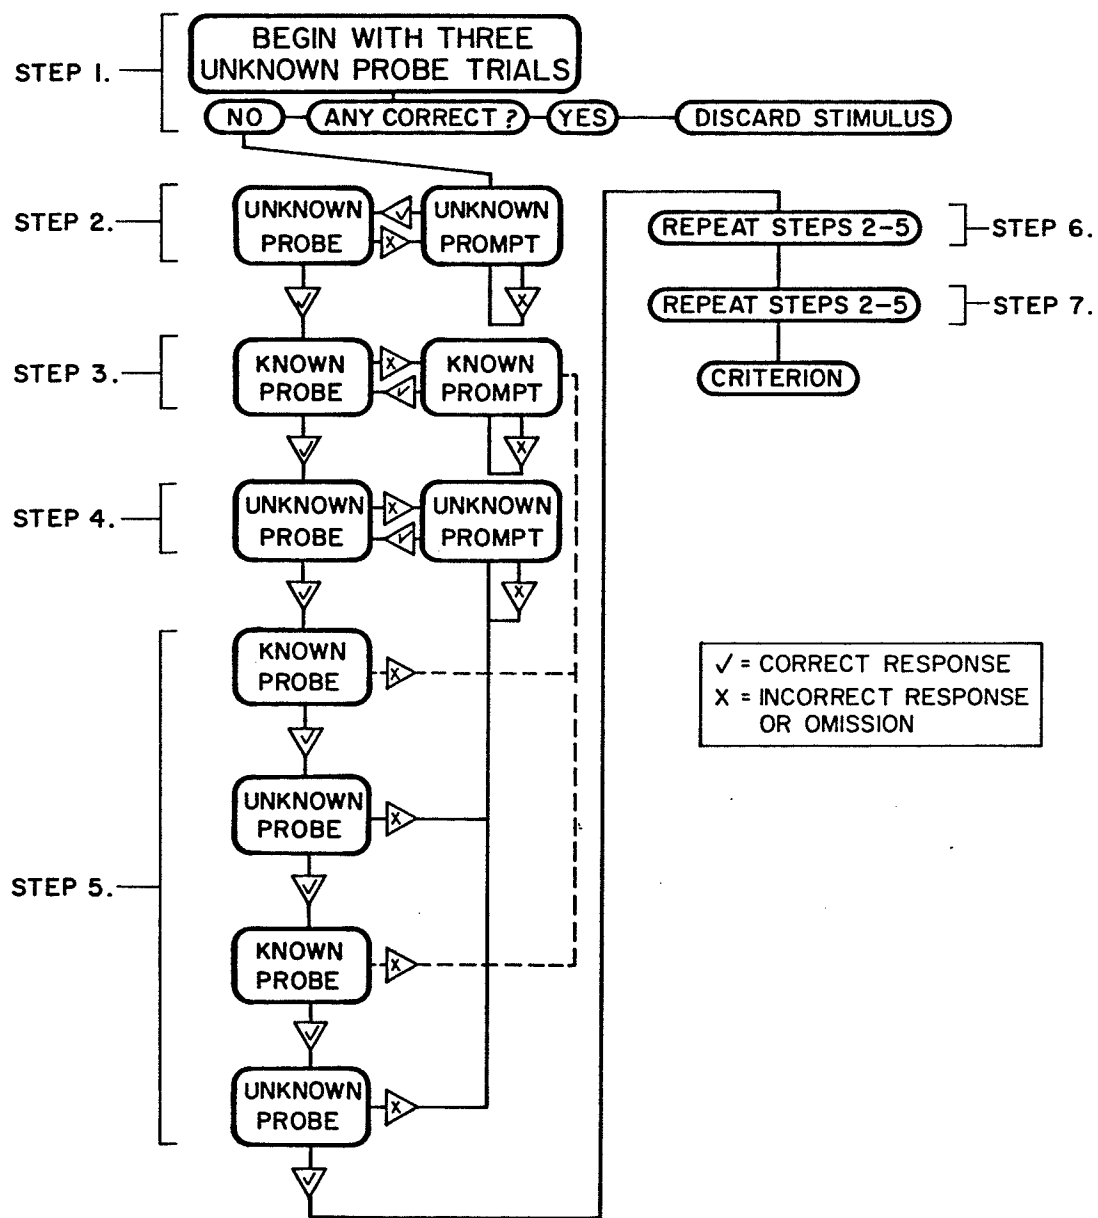 STEP 1.
BEGIN WITH THREE
UNKNOWN PROBE TRIALS
NO
ANY CORRECT?
YES
DISCARD STIMULUS
STEP 2.
UNKNOWN
PROBE
✓
X
UNKNOWN
PROMPT
✓
X
STEP 3.
KNOWN
PROBE
X
✓
KNOWN
PROMPT
✓
X
STEP 4.
UNKNOWN
PROBE
X
✓
UNKNOWN
PROMPT
✓
X
STEP 5.
KNOWN
PROBE
X
✓
UNKNOWN
PROBE
X
✓
KNOWN
PROBE
X
✓
UNKNOWN
PROBE
X
✓
REPEAT STEPS 2-5
STEP 6.
REPEAT STEPS 2-5
STEP 7.
CRITERION
✓ = CORRECT RESPONSE
X = INCORRECT RESPONSE
OR OMISSION